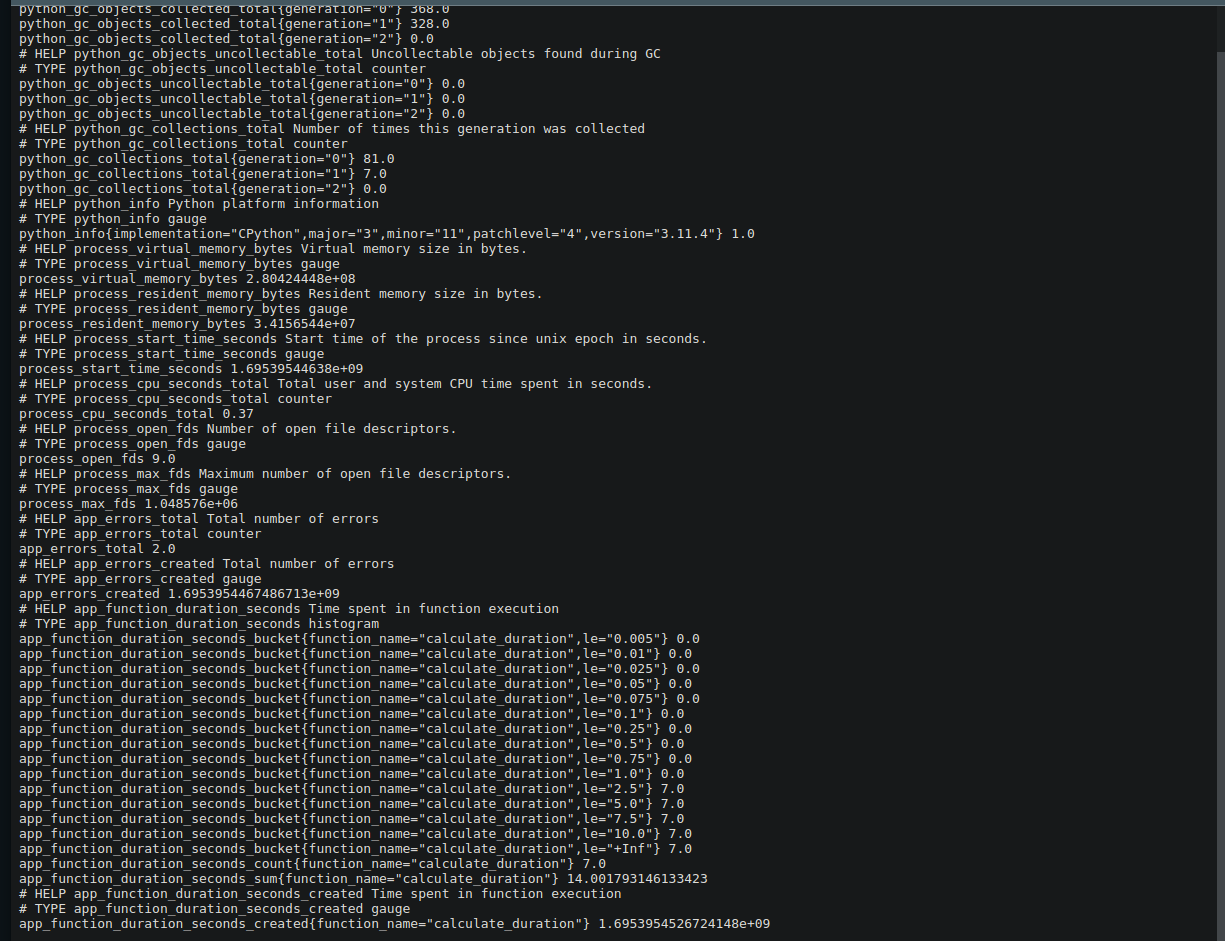 python_gc_objects_collected_total{generation="0"} 368.0
python_gc_objects_collected_total{generation="1"} 328.0
python_gc_objects_collected_total{generation="2"} 0.0
# HELP python_gc_objects_uncollectable_total Uncollectable objects found during GC
# TYPE python_gc_objects_uncollectable_total counter
python_gc_objects_uncollectable_total{generation="0"} 0.0
python_gc_objects_uncollectable_total{generation="1"} 0.0
python_gc_objects_uncollectable_total{generation="2"} 0.0
# HELP python_gc_collections_total Number of times this generation was collected
# TYPE python_gc_collections_total counter
python_gc_collections_total{generation="0"} 81.0
python_gc_collections_total{generation="1"} 7.0
python_gc_collections_total{generation="2"} 0.0
# HELP python_info Python platform information
# TYPE python_info gauge
python_info{implementation="CPython",major="3",minor="11",patchlevel="4",version="3.11.4"} 1.0
# HELP process_virtual_memory_bytes Virtual memory size in bytes.
# TYPE process_virtual_memory_bytes gauge
process_virtual_memory_bytes 2.80424448e+08
# HELP process_resident_memory_bytes Resident memory size in bytes.
# TYPE process_resident_memory_bytes gauge
process_resident_memory_bytes 3.4156544e+07
# HELP process_start_time_seconds Start time of the process since unix epoch in seconds.
# TYPE process_start_time_seconds gauge
process_start_time_seconds 1.69539544638e+09
# HELP process_cpu_seconds_total Total user and system CPU time spent in seconds.
# TYPE process_cpu_seconds_total counter
process_cpu_seconds_total 0.37
# HELP process_open_fds Number of open file descriptors.
# TYPE process_open_fds gauge
process_open_fds 9.0
# HELP process_max_fds Maximum number of open file descriptors.
# TYPE process_max_fds gauge
process_max_fds 1.048576e+06
# HELP app_errors_total Total number of errors
# TYPE app_errors_total counter
app_errors_total 2.0
# HELP app_errors_created Total number of errors
# TYPE app_errors_created gauge
app_errors_created 1.6953954467486713e+09
# HELP app_function_duration_seconds Time spent in function execution
# TYPE app_function_duration_seconds histogram
app_function_duration_seconds_bucket{function_name="calculate_duration",le="0.005"} 0.0
app_function_duration_seconds_bucket{function_name="calculate_duration",le="0.01"} 0.0
app_function_duration_seconds_bucket{function_name="calculate_duration",le="0.025"} 0.0
app_function_duration_seconds_bucket{function_name="calculate_duration",le="0.05"} 0.0
app_function_duration_seconds_bucket{function_name="calculate_duration",le="0.075"} 0.0
app_function_duration_seconds_bucket{function_name="calculate_duration",le="0.1"} 0.0
app_function_duration_seconds_bucket{function_name="calculate_duration",le="0.25"} 0.0
app_function_duration_seconds_bucket{function_name="calculate_duration",le="0.5"} 0.0
app_function_duration_seconds_bucket{function_name="calculate_duration",le="0.75"} 0.0
app_function_duration_seconds_bucket{function_name="calculate_duration",le="1.0"} 0.0
app_function_duration_seconds_bucket{function_name="calculate_duration",le="2.5"} 7.0
app_function_duration_seconds_bucket{function_name="calculate_duration",le="5.0"} 7.0
app_function_duration_seconds_bucket{function_name="calculate_duration",le="7.5"} 7.0
app_function_duration_seconds_bucket{function_name="calculate_duration",le="10.0"} 7.0
app_function_duration_seconds_bucket{function_name="calculate_duration",le="+Inf"} 7.0
app_function_duration_seconds_count{function_name="calculate_duration"} 7.0
app_function_duration_seconds_sum{function_name="calculate_duration"} 14.001793146133423
# HELP app_function_duration_seconds_created Time spent in function execution
# TYPE app_function_duration_seconds_created gauge
app_function_duration_seconds_created{function_name="calculate_duration"} 1.6953954526724148e+09